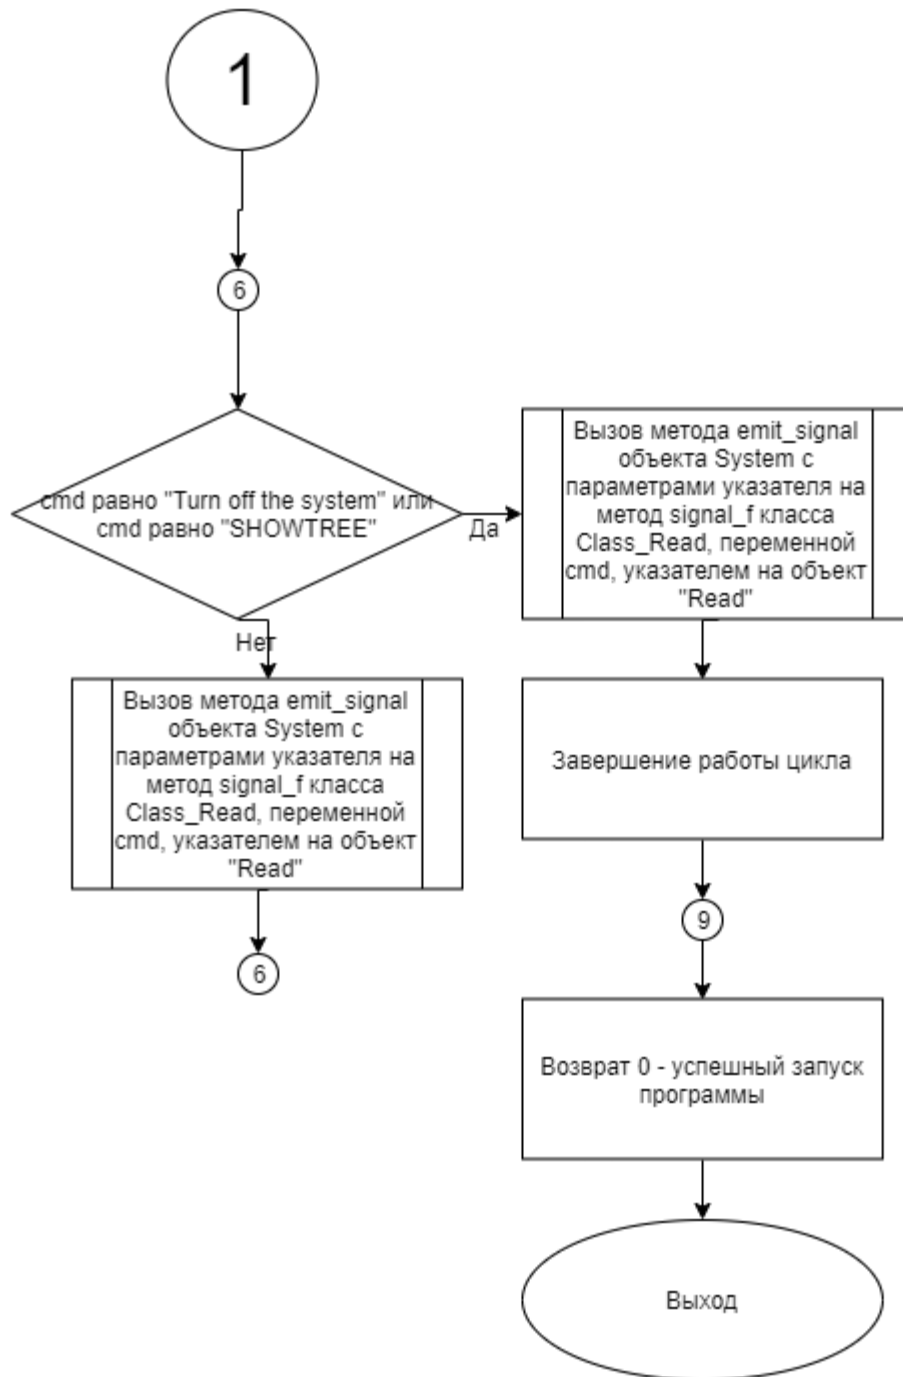 1
6
cmd равно "Turn off the system" или
cmd равно "SHOWTREE"
Да
Вызов метода emit_signal
объекта System с
параметрами указателя на
метод signal_f класса
Class_Read, переменной
cmd, указателем на объект
"Read"
Нет
Вызов метода emit_signal
объекта System с
параметрами указателя на
метод signal_f класса
Class_Read, переменной
cmd, указателем на объект
"Read"
6
Завершение работы цикла
9
Возврат 0 - успешный запуск
программы
Выход